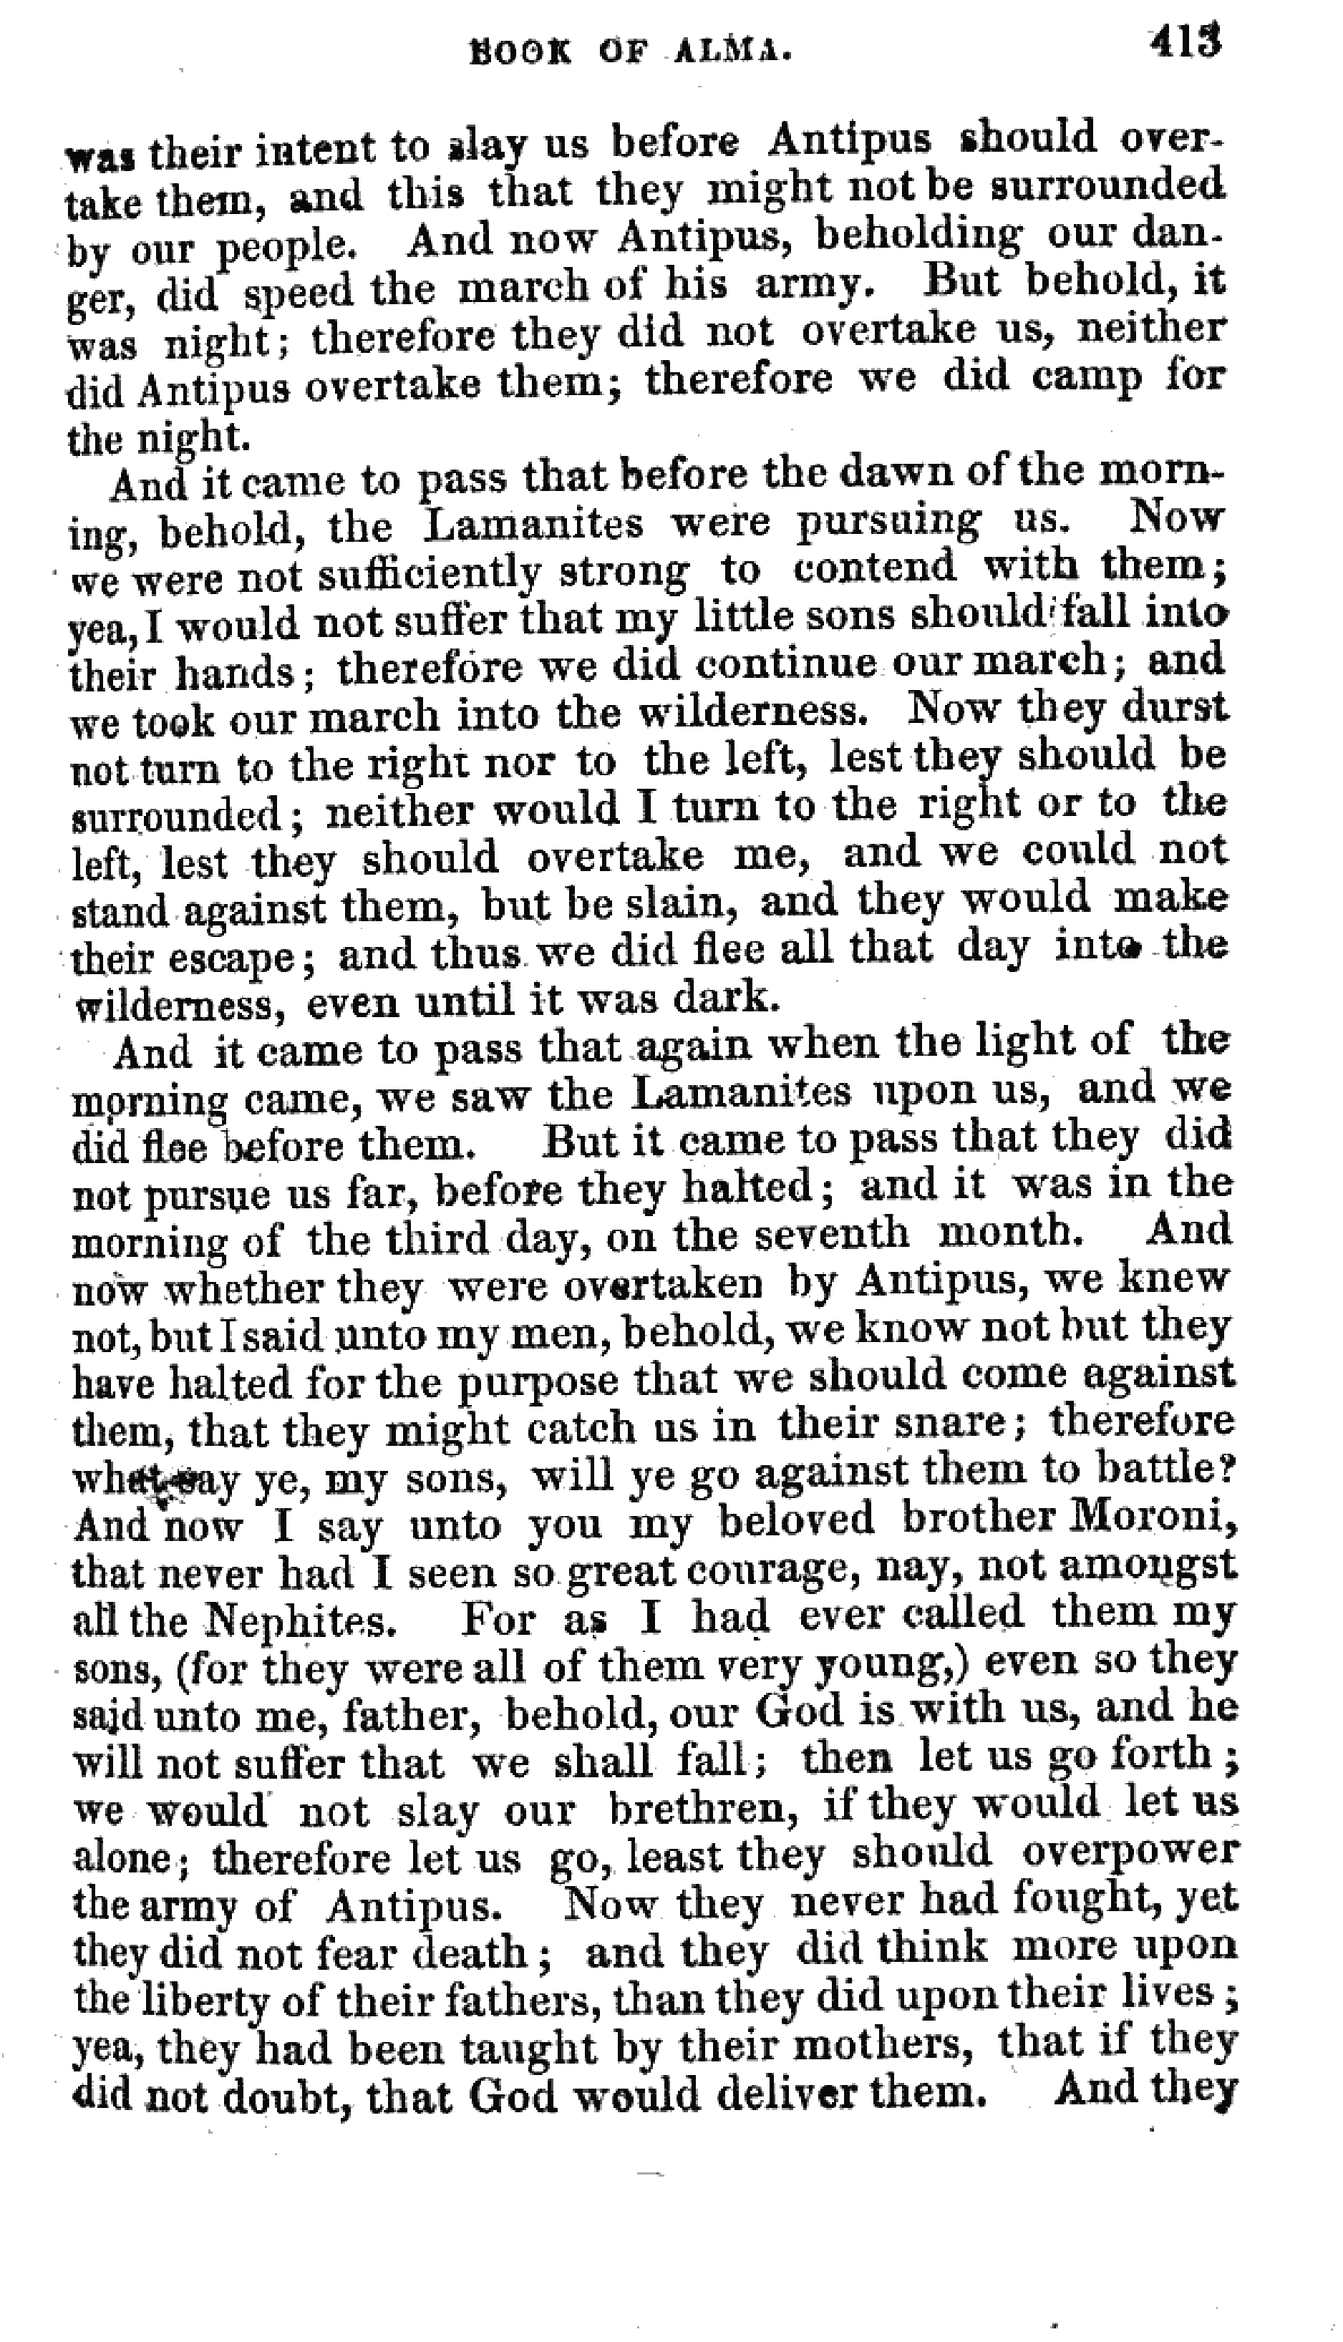 BOOK OF ALMA. 413
was their intent to slay us before Antipus should over-
take them, and this that they might not be surrounded
by our people. And now Antipus, beholding our dan-
ger, did speed the march of his army. But behold, it
was night; therefore they did not overtake us, neither
did Antipus overtake them; therefore we did camp for
the night.
And it came to pass that before the dawn of the morn-
ing, behold, the Lamanites were pursuing us. Now
we were not sufficiently strong to contend with them;
yea, I would not suffer that my little sons should fall into
their hands; therefore we did continue our march; and
we took our march into the wilderness. Now they durst
not turn to the right nor to the left, lest they should be
surrounded; neither would I turn to the right or to the
left, lest they should overtake me, and we could not
stand against them, but be slain, and they would make
their escape; and thus we did flee all that day into the
wilderness, even until it was dark.
And it came to pass that again when the light of the
morning came, we saw the Lamanites upon us, and we
did flee before them. But it came to pass that they did
not pursue us far, before they halted; and it was in the
morning of the third day, on the seventh month. And
now whether they were overtaken by Antipus, we knew
not, but I said unto my men, behold, we know not but they
have halted for the purpose that we should come against
them, that they might catch us in their snare; therefore
what say ye, my sons, will ye go against them to battle?
And now I say unto you my beloved brother Moroni,
that never had I seen so great courage, nay, not amongst
all the Nephites. For as I had ever called them my
sons, (for they were all of them very young,) even so they
said unto me, father, behold, our God is with us, and he
will not suffer that we shall fall; then let us go forth;
we would not slay our brethren, if they would let us
alone; therefore let us go, least they should overpower
the army of Antipus. Now they never had fought, yet
they did not fear death; and they did think more upon
the liberty of their fathers, than they did upon their lives;
yea, they had been taught by their mothers, that if they
did not doubt, that God would deliver them. And they